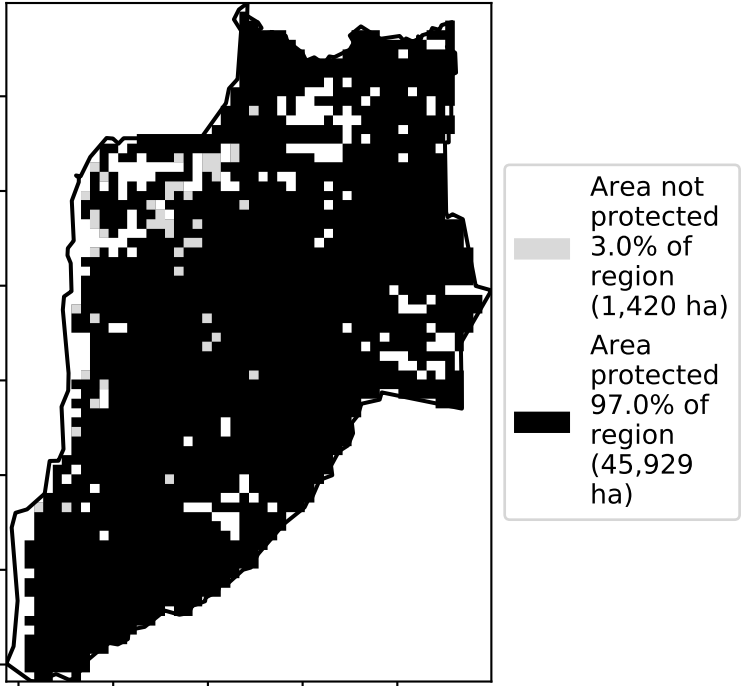 Area not
protected
3.0% of
region
(1,420 ha)
Area
protected
97.0% of
region
(45,929
ha)